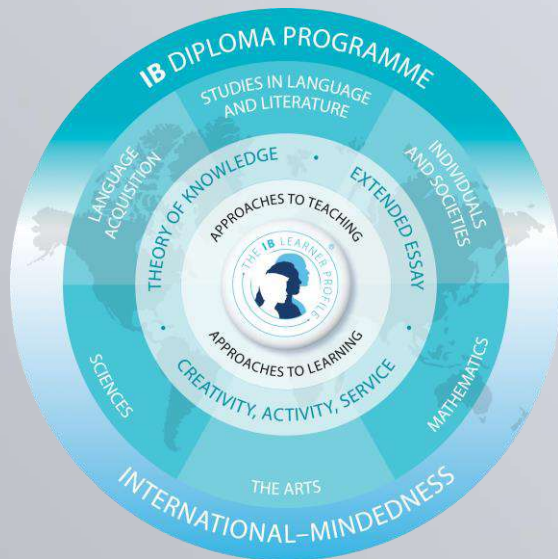 IB DIPLOMA PROGRAMME
STUDIES IN LANGUAGE
AND LITERATURE
LANGUAGE
ACQUISITION
INDIVIDUALS
AND SOCIETIES
THEORY OF KNOWLEDGE
•
EXTENDED ESSAY
APPROACHES TO TEACHING
•THE IB LEARNER PROFILE•
®
APPROACHES TO LEARNING
•
CREATIVITY, ACTIVITY, SERVICE
•
SCIENCES
MATHEMATICS
THE ARTS
INTERNATIONAL–MINDEDNESS